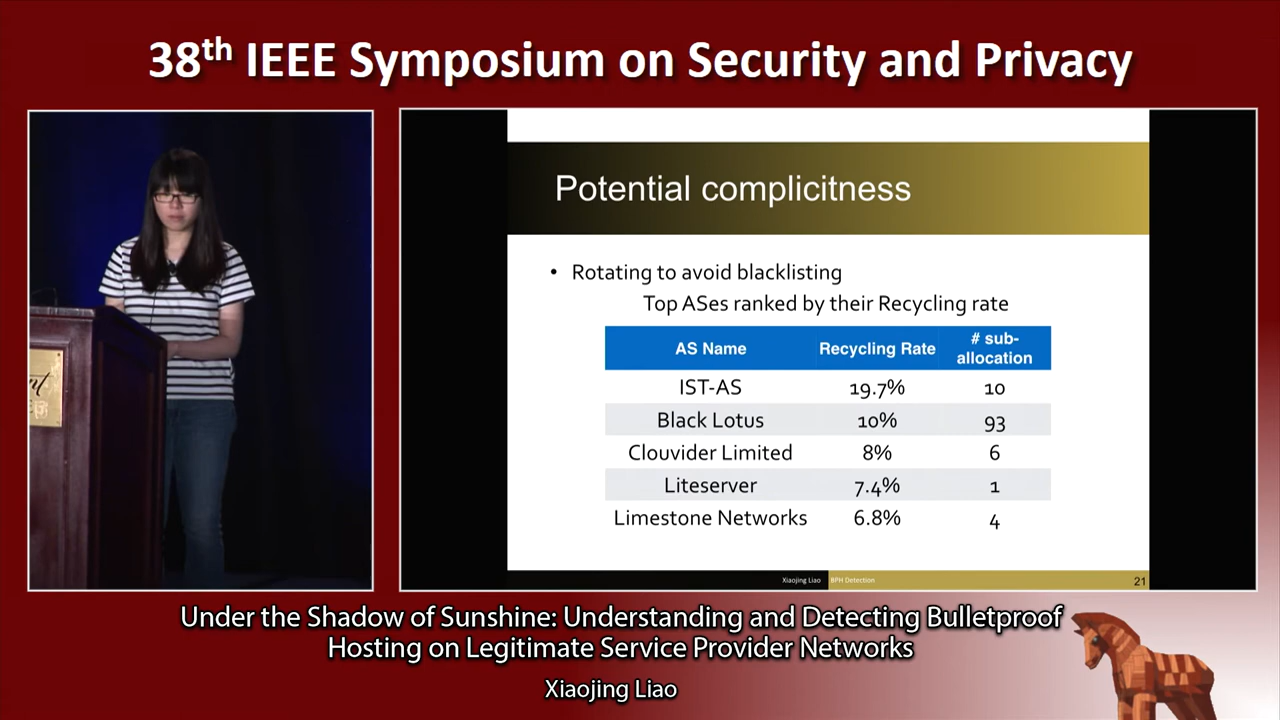 38th IEEE Symposium on Security and Privacy
Potential complicitness
• Rotating to avoid blacklisting
Top ASes ranked by their Recycling rate
AS Name Recycling Rate # sub-
allocation
IST-AS 19.7% 10
Black Lotus 10% 93
Clouvider Limited 8% 6
Liteserver 7.4% 1
Limestone Networks 6.8% 4
Xiaojing Liao BPH Detection 21
Under the Shadow of Sunshine: Understanding and Detecting Bulletproof
Hosting on Legitimate Service Provider Networks
Xiaojing Liao